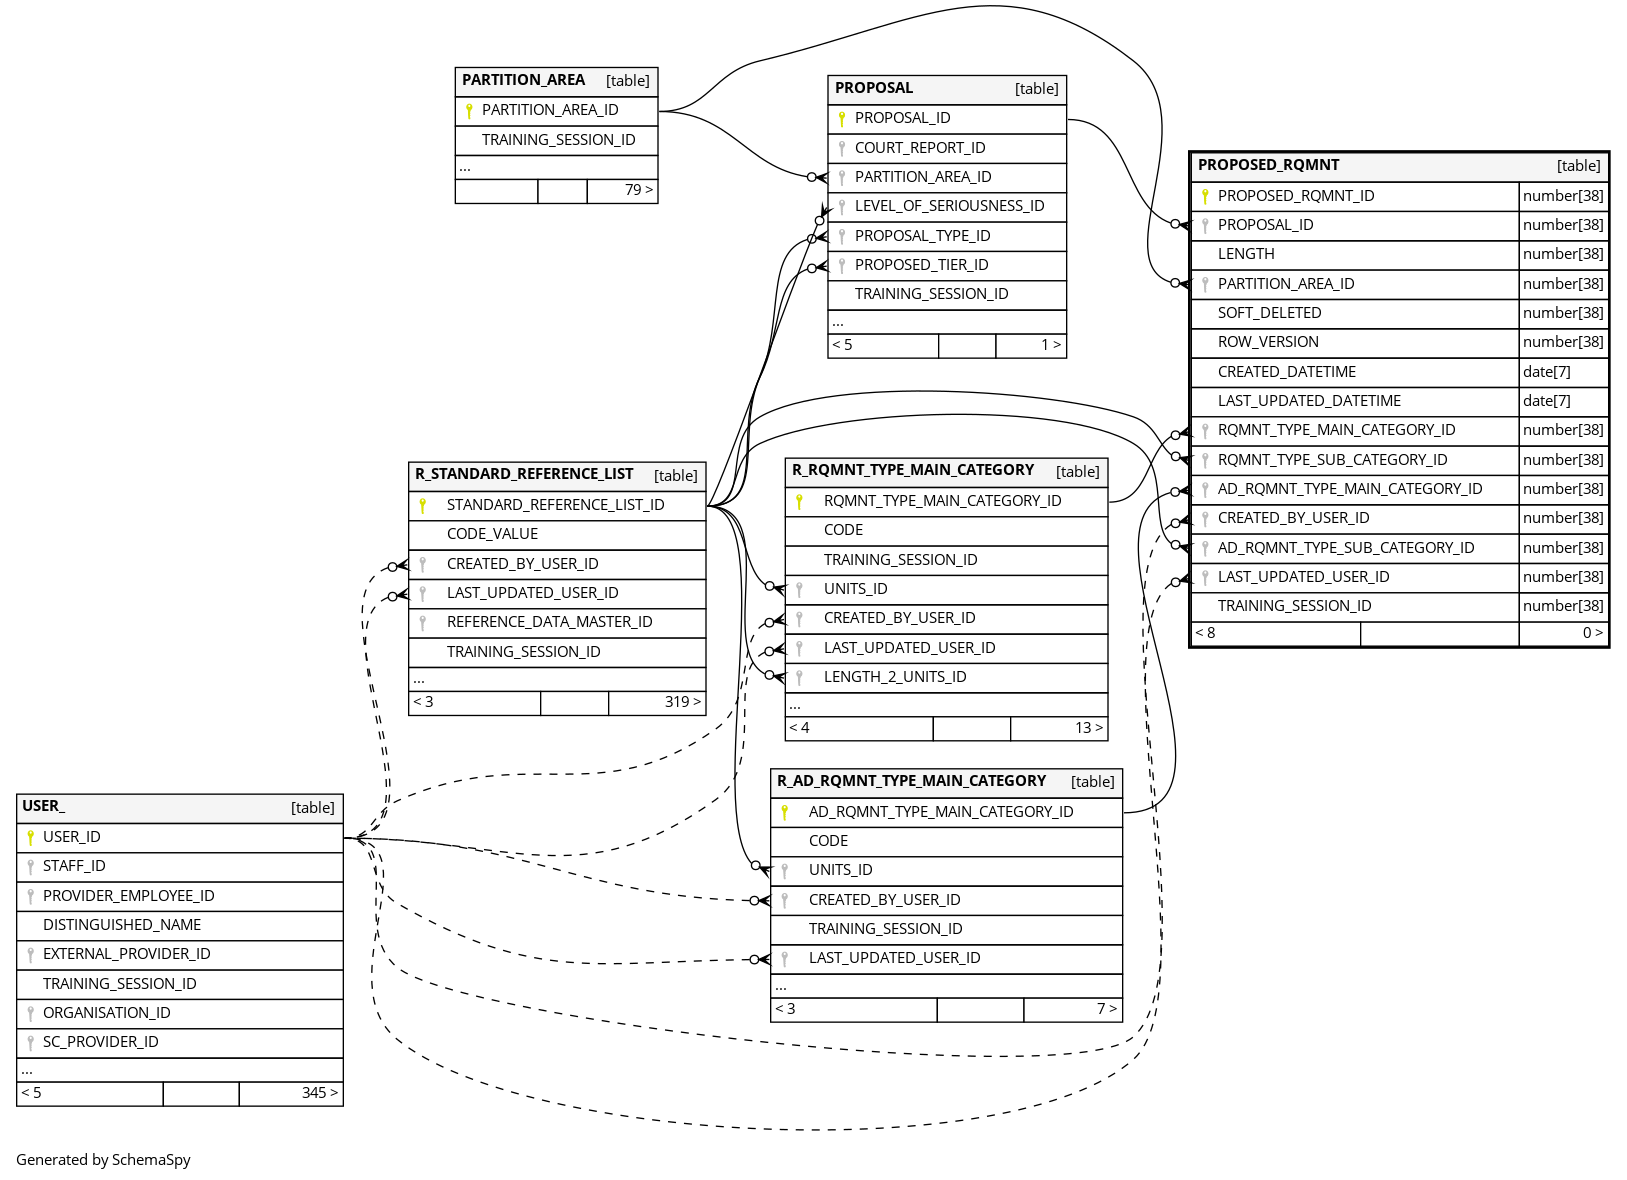 PARTITION_AREA [table]
PARTITION_AREA_ID
TRAINING_SESSION_ID
...
79 >
PROPOSAL [table]
PROPOSAL_ID
COURT_REPORT_ID
PARTITION_AREA_ID
LEVEL_OF_SERIOUSNESS_ID
PROPOSAL_TYPE_ID
PROPOSED_TIER_ID
TRAINING_SESSION_ID
...
< 5 1 >
PROPOSED_RQMNT [table]
PROPOSED_RQMNT_ID number[38]
PROPOSAL_ID number[38]
LENGTH number[38]
PARTITION_AREA_ID number[38]
SOFT_DELETED number[38]
ROW_VERSION number[38]
CREATED_DATETIME date[7]
LAST_UPDATED_DATETIME date[7]
RQMNT_TYPE_MAIN_CATEGORY_ID number[38]
RQMNT_TYPE_SUB_CATEGORY_ID number[38]
AD_RQMNT_TYPE_MAIN_CATEGORY_ID number[38]
CREATED_BY_USER_ID number[38]
AD_RQMNT_TYPE_SUB_CATEGORY_ID number[38]
LAST_UPDATED_USER_ID number[38]
TRAINING_SESSION_ID number[38]
< 8 0 >
R_STANDARD_REFERENCE_LIST [table]
STANDARD_REFERENCE_LIST_ID
CODE_VALUE
CREATED_BY_USER_ID
LAST_UPDATED_USER_ID
REFERENCE_DATA_MASTER_ID
TRAINING_SESSION_ID
...
< 3 319 >
R_RQMNT_TYPE_MAIN_CATEGORY [table]
RQMNT_TYPE_MAIN_CATEGORY_ID
CODE
TRAINING_SESSION_ID
UNITS_ID
CREATED_BY_USER_ID
LAST_UPDATED_USER_ID
LENGTH_2_UNITS_ID
...
< 4 13 >
R_AD_RQMNT_TYPE_MAIN_CATEGORY [table]
AD_RQMNT_TYPE_MAIN_CATEGORY_ID
CODE
UNITS_ID
CREATED_BY_USER_ID
TRAINING_SESSION_ID
LAST_UPDATED_USER_ID
...
< 3 7 >
USER_ [table]
USER_ID
STAFF_ID
PROVIDER_EMPLOYEE_ID
DISTINGUISHED_NAME
EXTERNAL_PROVIDER_ID
TRAINING_SESSION_ID
ORGANISATION_ID
SC_PROVIDER_ID
...
< 5 345 >
Generated by SchemaSpy